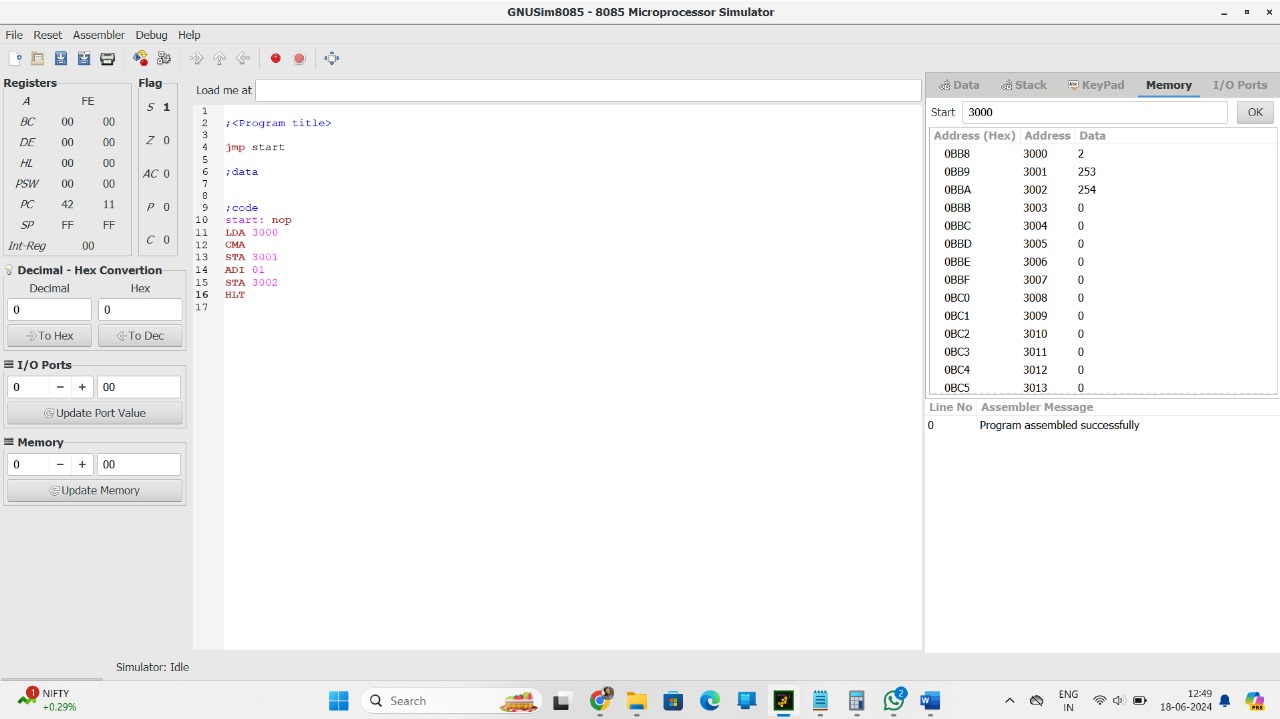 GNUSim8085 - 8085 Microprocessor Simulator
File Reset Assembler Debug Help
Registers
A FE
BC 00 00
DE 00 00
HL 00 00
PSW 00 00
PC 42 11
SP FF FF
Int-Reg 00
Flag
S 1
Z 0
AC 0
P 0
C 0
Decimal - Hex Convertion
Decimal Hex
0 0
To Hex To Dec
I/O Ports
0 − + 00
Update Port Value
Memory
0 − + 00
Update Memory
Load me at
1
2 ;<Program title>
3
4 jmp start
5
6 ;data
7
8
9 ;code
10 start: nop
11 LDA 3000
12 CMA
13 STA 3001
14 ADI 01
15 STA 3002
16 HLT
17
Data Stack KeyPad Memory I/O Ports
Start 3000 OK
Address (Hex) Address Data
0BB8 3000 2
0BB9 3001 253
0BBA 3002 254
0BBB 3003 0
0BBC 3004 0
0BBD 3005 0
0BBE 3006 0
0BBF 3007 0
0BC0 3008 0
0BC1 3009 0
0BC2 3010 0
0BC3 3011 0
0BC4 3012 0
0BC5 3013 0
Line No Assembler Message
0 Program assembled successfully
Simulator: Idle
1 NIFTY
+0.29%
Search
2
ENG
IN
12:49
18-06-2024
PRE